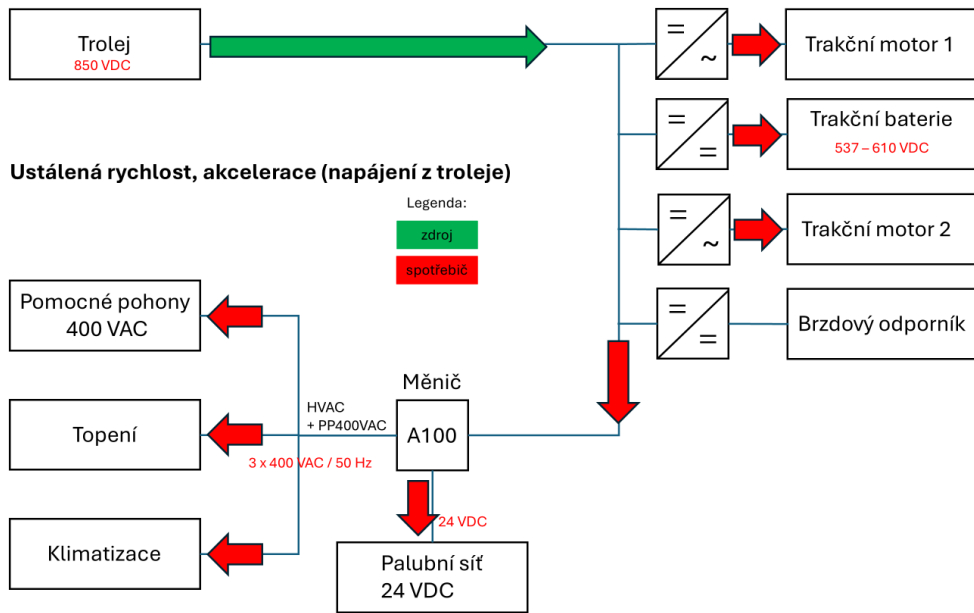 Trolej
850 VDC
=
~
Trakční motor 1
=
=
Trakční baterie
537 – 610 VDC
Ustálená rychlost, akcelerace (napájení z troleje)
Legenda:
zdroj
spotřebič
=
~
Trakční motor 2
Pomocné pohony
400 VAC
=
=
Brzdový odporník
Měnič
HVAC
+ PP400VAC
A100
Topení
3 x 400 VAC / 50 Hz
24 VDC
Klimatizace
Palubní síť
24 VDC